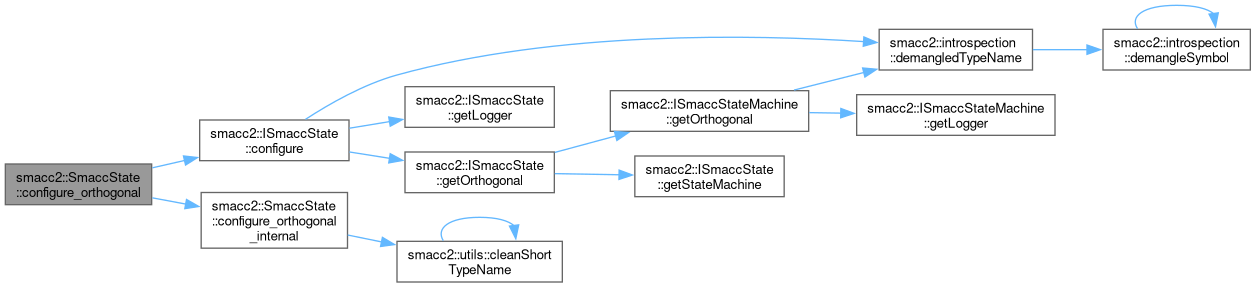 smacc2::SmaccState
::configure_orthogonal
smacc2::ISmaccState
::configure
smacc2::SmaccState
::configure_orthogonal
_internal
smacc2::ISmaccState
::getLogger
smacc2::ISmaccState
::getOrthogonal
smacc2::utils::cleanShort
TypeName
smacc2::ISmaccStateMachine
::getOrthogonal
smacc2::ISmaccState
::getStateMachine
smacc2::introspection
::demangledTypeName
smacc2::ISmaccStateMachine
::getLogger
smacc2::introspection
::demangleSymbol